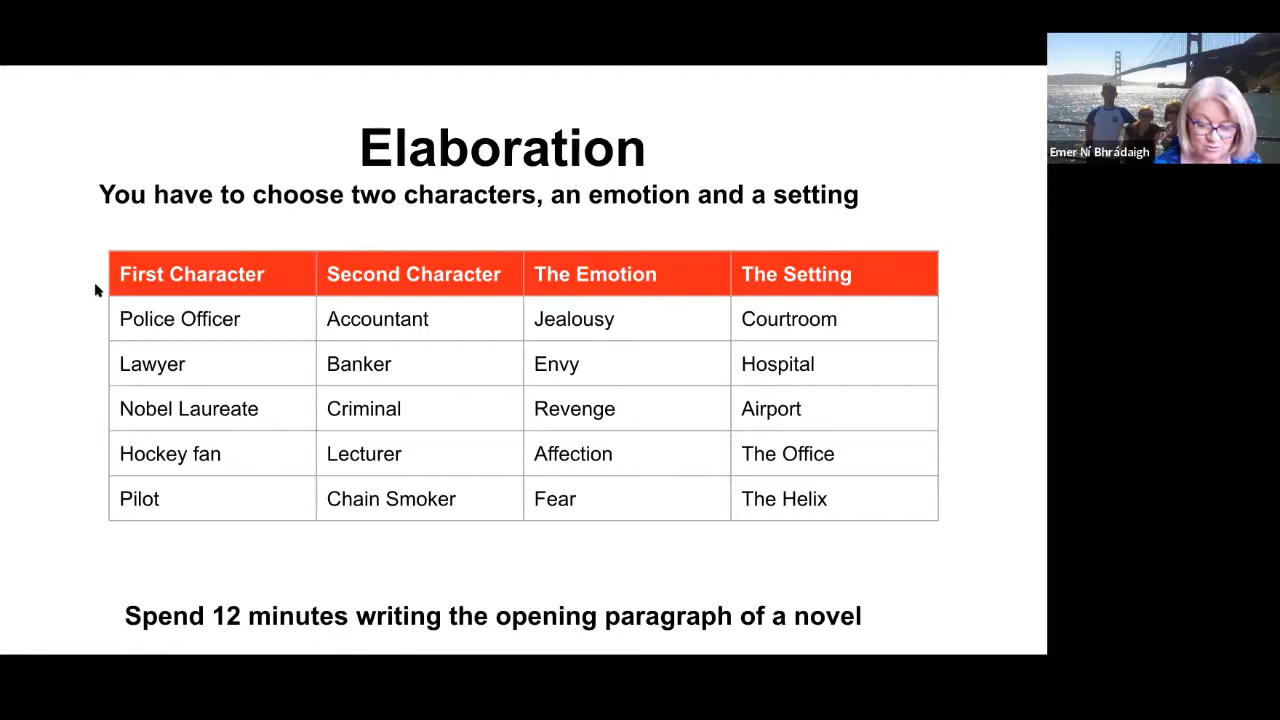 Elaboration
You have to choose two characters, an emotion and a setting
First Character Second Character The Emotion The Setting
Police Officer Accountant Jealousy Courtroom
Lawyer Banker Envy Hospital
Nobel Laureate Criminal Revenge Airport
Hockey fan Lecturer Affection The Office
Pilot Chain Smoker Fear The Helix
Spend 12 minutes writing the opening paragraph of a novel
Emer Ní Bhrádaigh